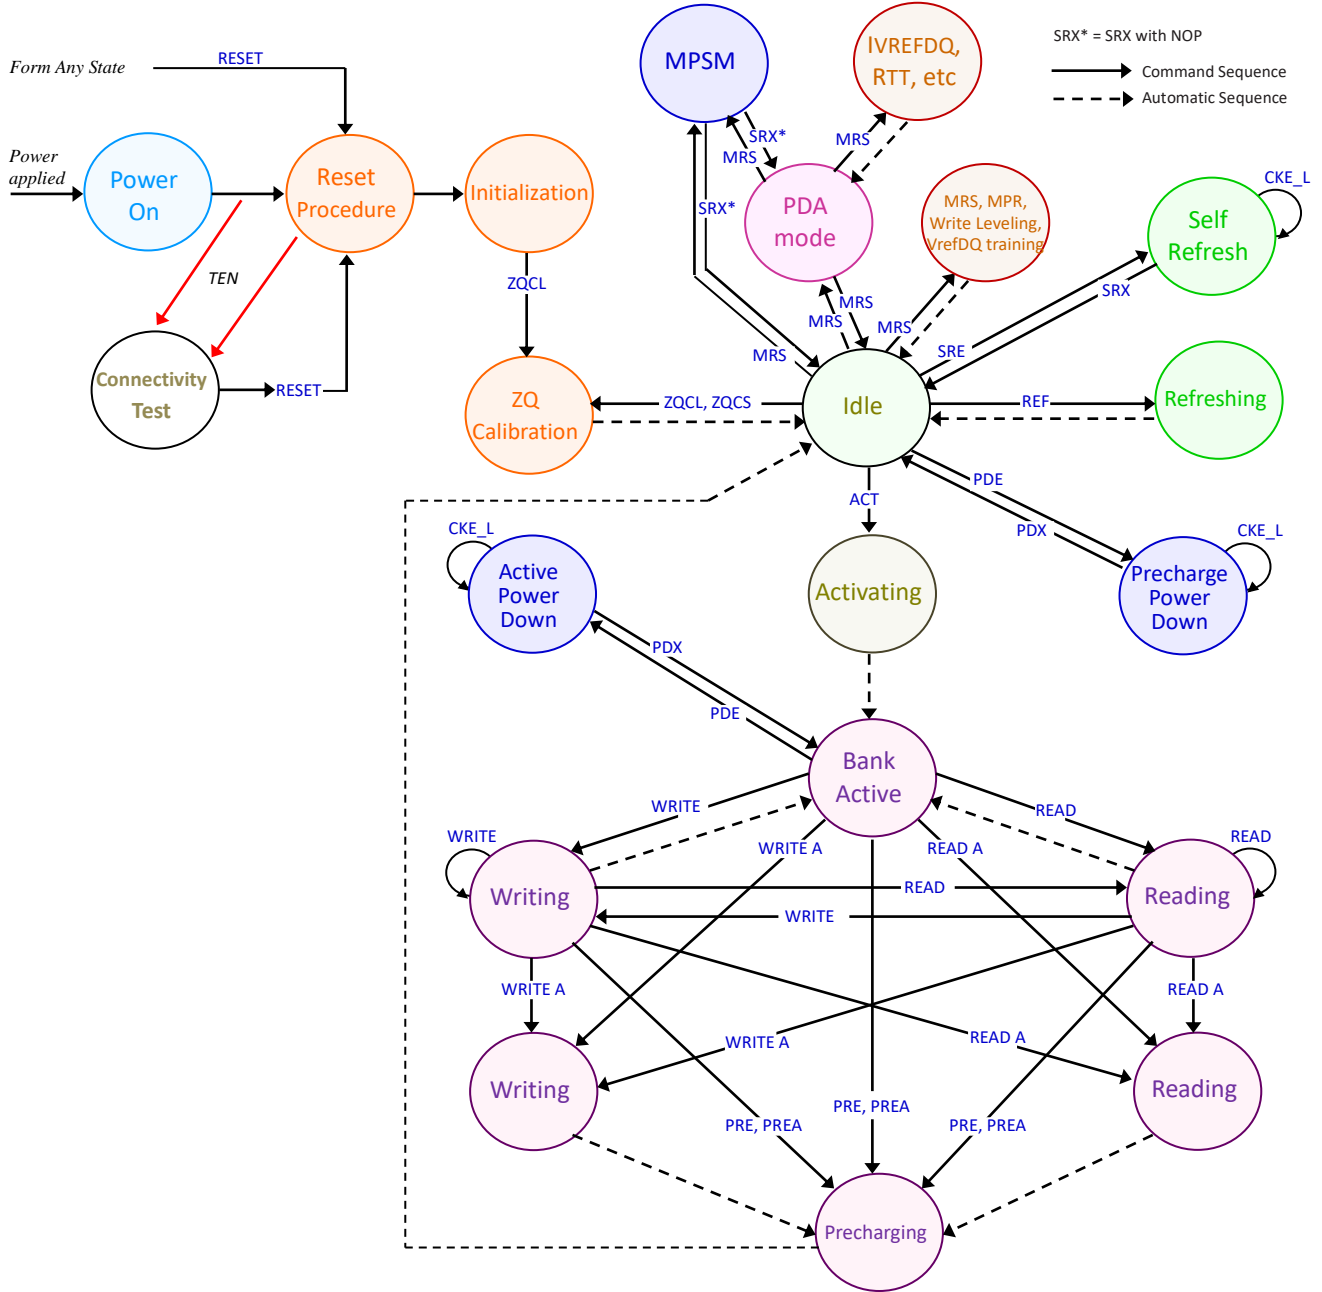 SRX* = SRX with NOP
Command Sequence
Automatic Sequence
Form Any State
RESET
Power
applied
Power
On
Reset
Procedure
Initialization
TEN
ZQCL
Connectivity
Test
RESET
ZQ
Calibration
MPSM
IVREFDQ,
RTT, etc
SRX*
MRS
MRS
SRX*
PDA
mode
MRS, MPR,
Write Leveling,
VrefDQ training
Self
Refresh
CKE_L
MRS
MRS
MRS
MRS
SRE
SRX
ZQCL, ZQCS
Idle
REF
Refreshing
ACT
PDE
PDX
CKE_L
Active
Power
Down
Activating
CKE_L
Precharge
Power
Down
PDX
PDE
Bank
Active
WRITE
READ
WRITE
WRITE A
READ A
READ
Writing
READ
Reading
WRITE
WRITE A
READ A
WRITE A
READ A
Writing
Reading
PRE, PREA
PRE, PREA
PRE, PREA
Precharging